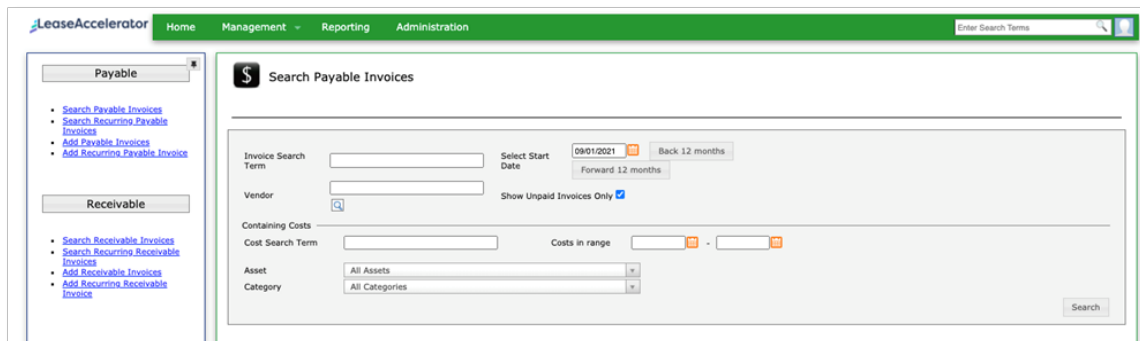 LeaseAccelerator
Home Management Reporting Administration
Enter Search Terms
Payable
Search Payable Invoices
Search Recurring Payable
Invoices
Add Payable Invoices
Add Recurring Payable Invoice
Receivable
Search Receivable Invoices
Search Recurring Receivable
Invoices
Add Receivable Invoices
Add Recurring Receivable
Invoice
$ Search Payable Invoices
Invoice Search
Term
Select Start
Date
09/01/2021
Back 12 months
Forward 12 months
Vendor
Show Unpaid Invoices Only
Containing Costs
Cost Search Term
Costs in range
-
Asset
All Assets
Category
All Categories
Search